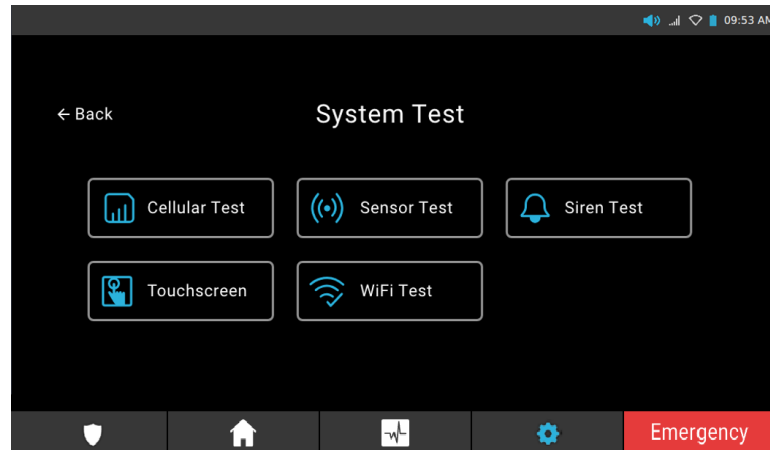 09:53 AM
← Back
System Test
Cellular Test
Sensor Test
Siren Test
Touchscreen
WiFi Test
Emergency